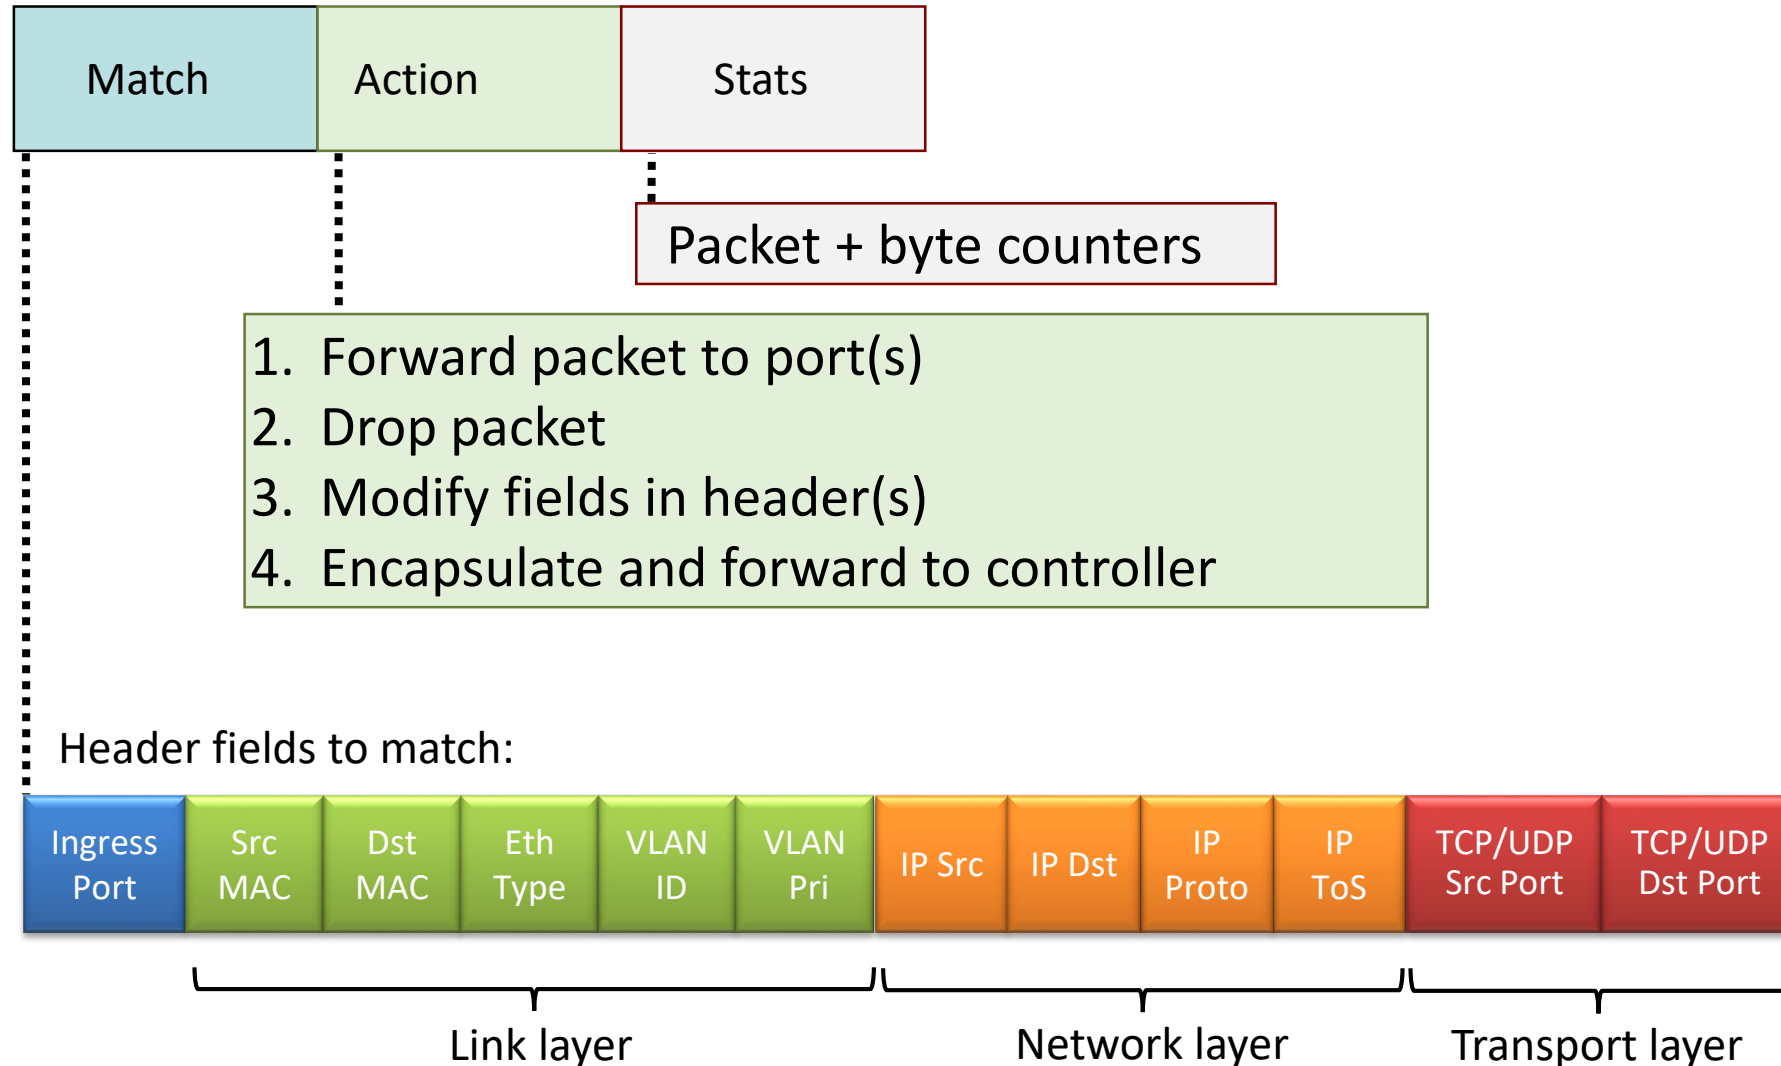 Match Action Stats
Packet + byte counters
1. Forward packet to port(s)
2. Drop packet
3. Modify fields in header(s)
4. Encapsulate and forward to controller
Header fields to match:
Ingress
Port
Src
MAC
Dst
MAC
Eth
Type
VLAN
ID
VLAN
Pri
IP Src
IP Dst
IP
Proto
IP
ToS
TCP/UDP
Src Port
TCP/UDP
Dst Port
Link layer
Network layer
Transport layer